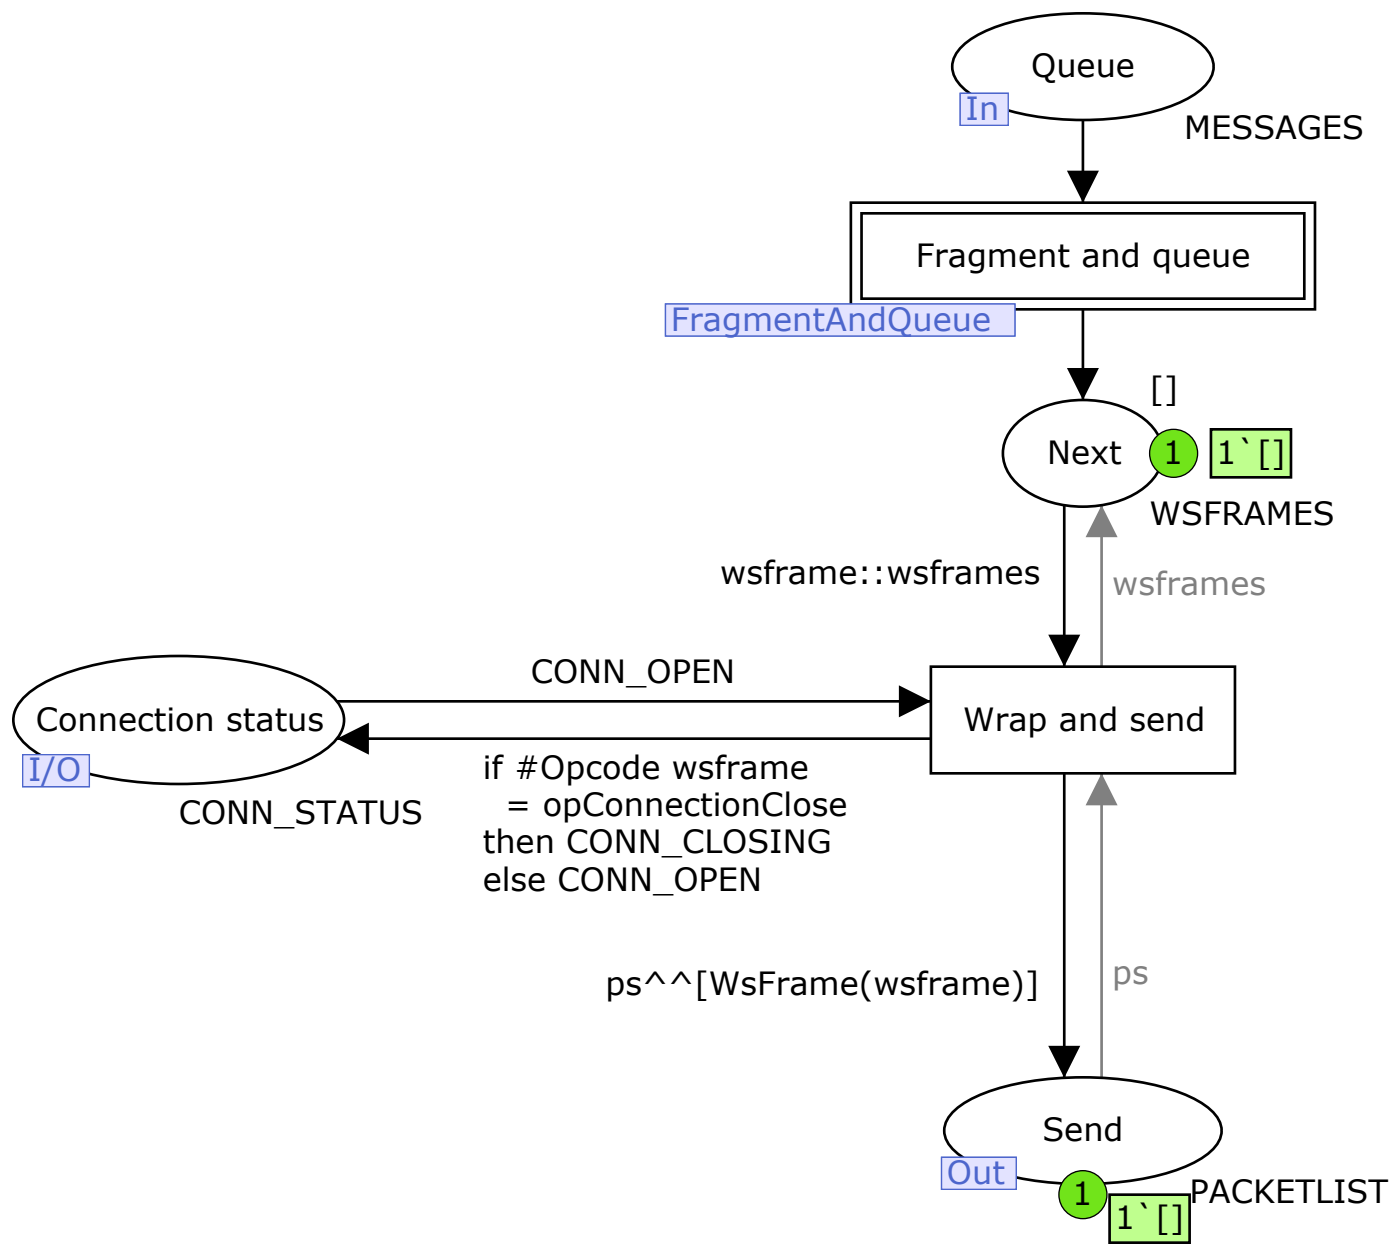 Queue
In
MESSAGES
Fragment and queue
FragmentAndQueue
[]
Next
1
1`[]
WSFRAMES
wsframe::wsframes
wsframes
CONN_OPEN
Connection status
Wrap and send
I/O
CONN_STATUS
if #Opcode wsframe
= opConnectionClose
then CONN_CLOSING
else CONN_OPEN
ps^^[WsFrame(wsframe)]
ps
Send
Out
1
1`[]
PACKETLIST